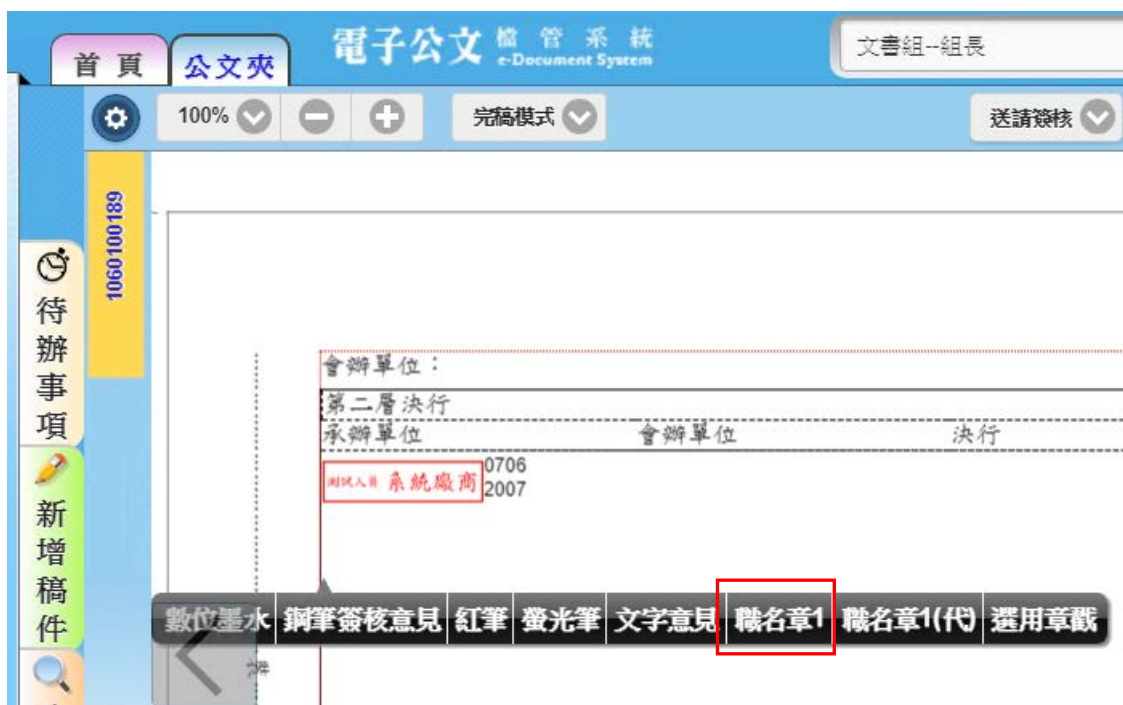 首頁
公文夾
電子公文 檔管系統
e-Document System
文書組--組長
100%
完稿模式
送請簽核
1060100189
待辦事項
新增稿件
會辦單位：
第二層決行
承辦單位 會辦單位 決行
測試人員 系統廠商 0706
2007
數位墨水 鋼筆簽核意見 紅筆 螢光筆 文字意見 職名章1 職名章1(代) 選用章戳